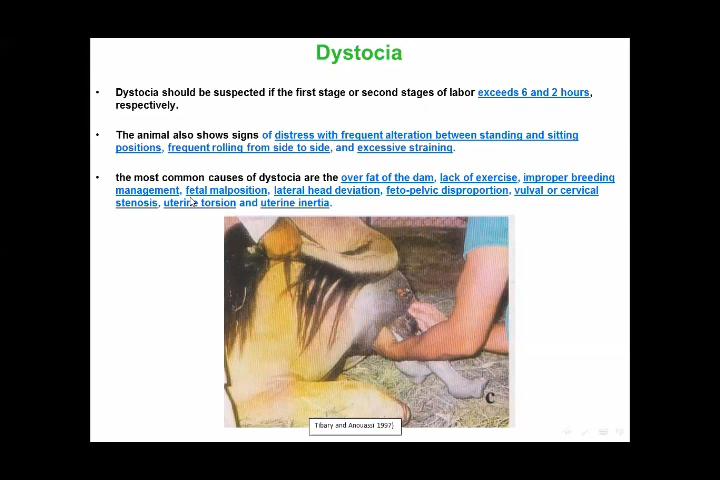 Dystocia
• Dystocia should be suspected if the first stage or second stages of labor exceeds 6 and 2 hours,
respectively.
• The animal also shows signs of distress with frequent alteration between standing and sitting
positions, frequent rolling from side to side, and excessive straining.
• the most common causes of dystocia are the over fat of the dam, lack of exercise, improper breeding
management, fetal malposition, lateral head deviation, feto-pelvic disproportion, vulval or cervical
stenosis, uterine torsion and uterine inertia.
C
Tibary and Anouassi 1997)